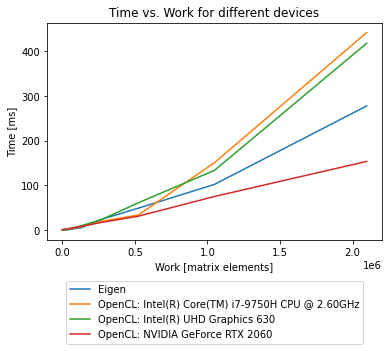 Time vs. Work for different devices
400
300
200
100
0
Time [ms]
0.0 0.5 1.0 1.5 2.0
1e6
Work [matrix elements]
Eigen
OpenCL: Intel(R) Core(TM) i7-9750H CPU @ 2.60GHz
OpenCL: Intel(R) UHD Graphics 630
OpenCL: NVIDIA GeForce RTX 2060